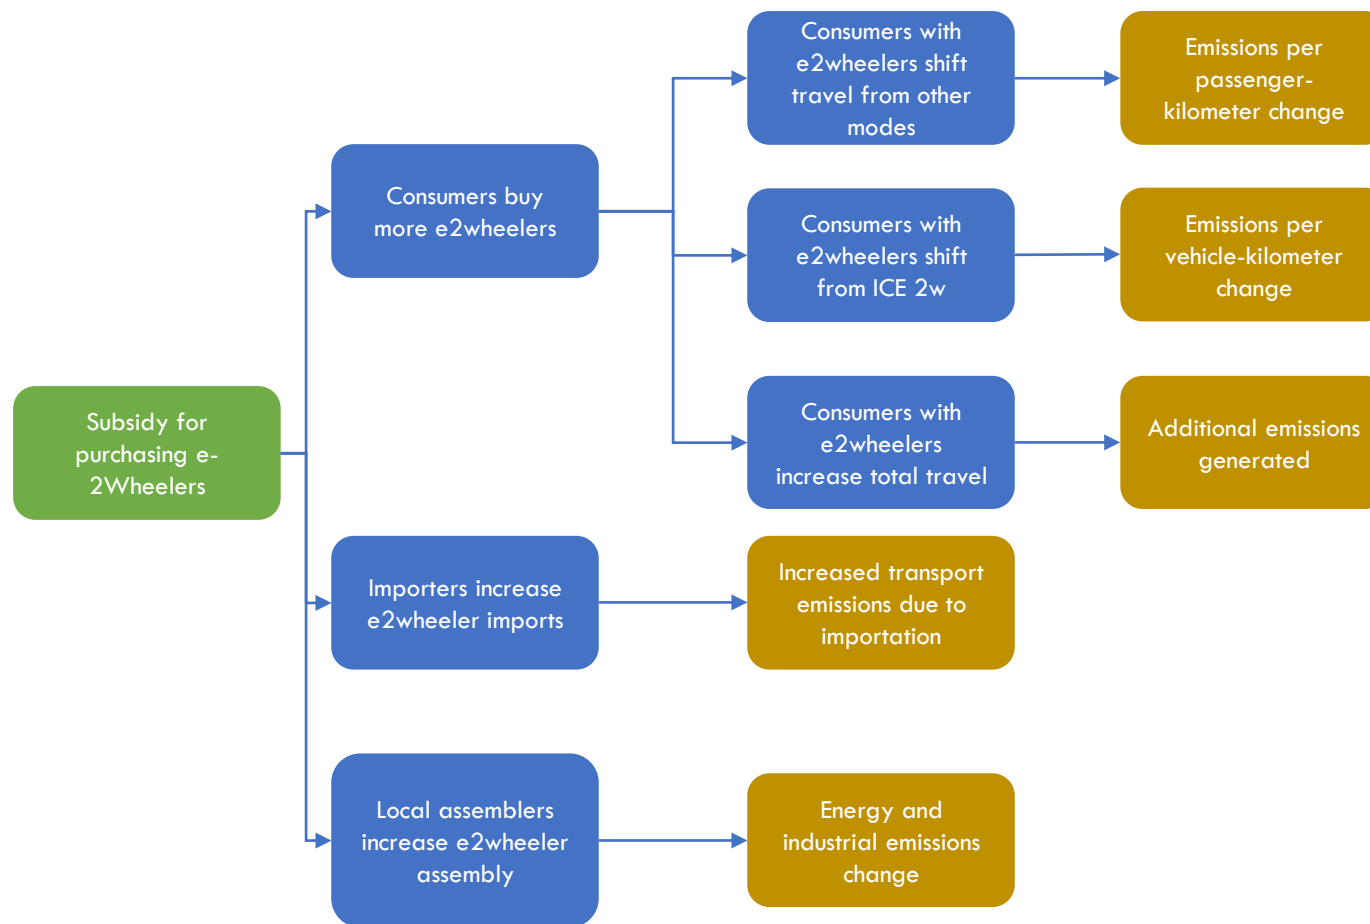 Consumers with
e2wheelers shift
travel from other
modes
Emissions per
passenger-
kilometer change
Consumers buy
more e2wheelers
Consumers with
e2wheelers shift
from ICE 2w
Emissions per
vehicle-kilometer
change
Subsidy for
purchasing e-
2Wheelers
Consumers with
e2wheelers
increase total travel
Additional emissions
generated
Importers increase
e2wheeler imports
Increased transport
emissions due to
importation
Local assemblers
increase e2wheeler
assembly
Energy and
industrial emissions
change